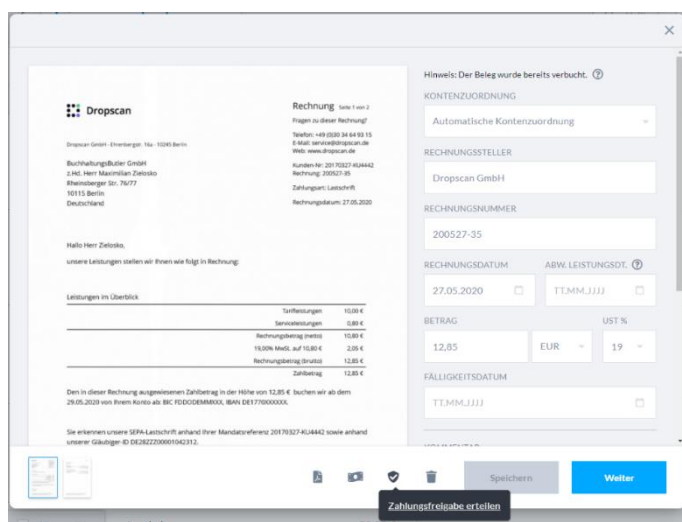 Dropscan
Rechnung Seite 1 von 2
Fragen zu dieser Rechnung?
Telefon: +49 (0)30 34 64 93 15
E-Mail: service@dropscan.de
Web: www.dropscan.de
Dropscan GmbH - Ehrenbergstr. 16a - 10245 Berlin
BuchhaltungsButler GmbH
z.Hd. Herr Maximilian Zielosko
Rheinsberger Str. 76/77
10115 Berlin
Deutschland
Kunden-Nr: 20170327-KU4442
Rechnung: 200527-35
Zahlungsart: Lastschrift
Rechnungsdatum: 27.05.2020
Hallo Herr Zielosko,
unsere Leistungen stellen wir Ihnen wie folgt in Rechnung:
Leistungen im Überblick
Tarifleistungen 10,00 €
Serviceleistungen 0,80 €
Rechnungsbetrag (netto) 10,80 €
19,00% MwSt. auf 10,80 € 2,05 €
Rechnungsbetrag (brutto) 12,85 €
Zahlbetrag 12,85 €
Den in dieser Rechnung ausgewiesenen Zahlbetrag in der Höhe von 12,85 € buchen wir ab dem
29.05.2020 von Ihrem Konto ab: BIC
Sie erkennen unsere SEPA-Lastschrift anhand Ihrer Mandatsreferenz 20170327-KU4442 sowie anhand
unserer Gläubiger-ID
Hinweis: Der Beleg wurde bereits verbucht.
KONTENZUORDNUNG
Automatische Kontenzuordnung
RECHNUNGSSTELLER
Dropscan GmbH
RECHNUNGSNUMMER
200527-35
RECHNUNGSDATUM ABW. LEISTUNGSDT.
27.05.2020 TT.MM.JJJJ
BETRAG UST %
12,85 EUR 19
FÄLLIGKEITSDATUM
TT.MM.JJJJ
KOMMENTAR
Speichern Weiter
Zahlungsfreigabe erteilen